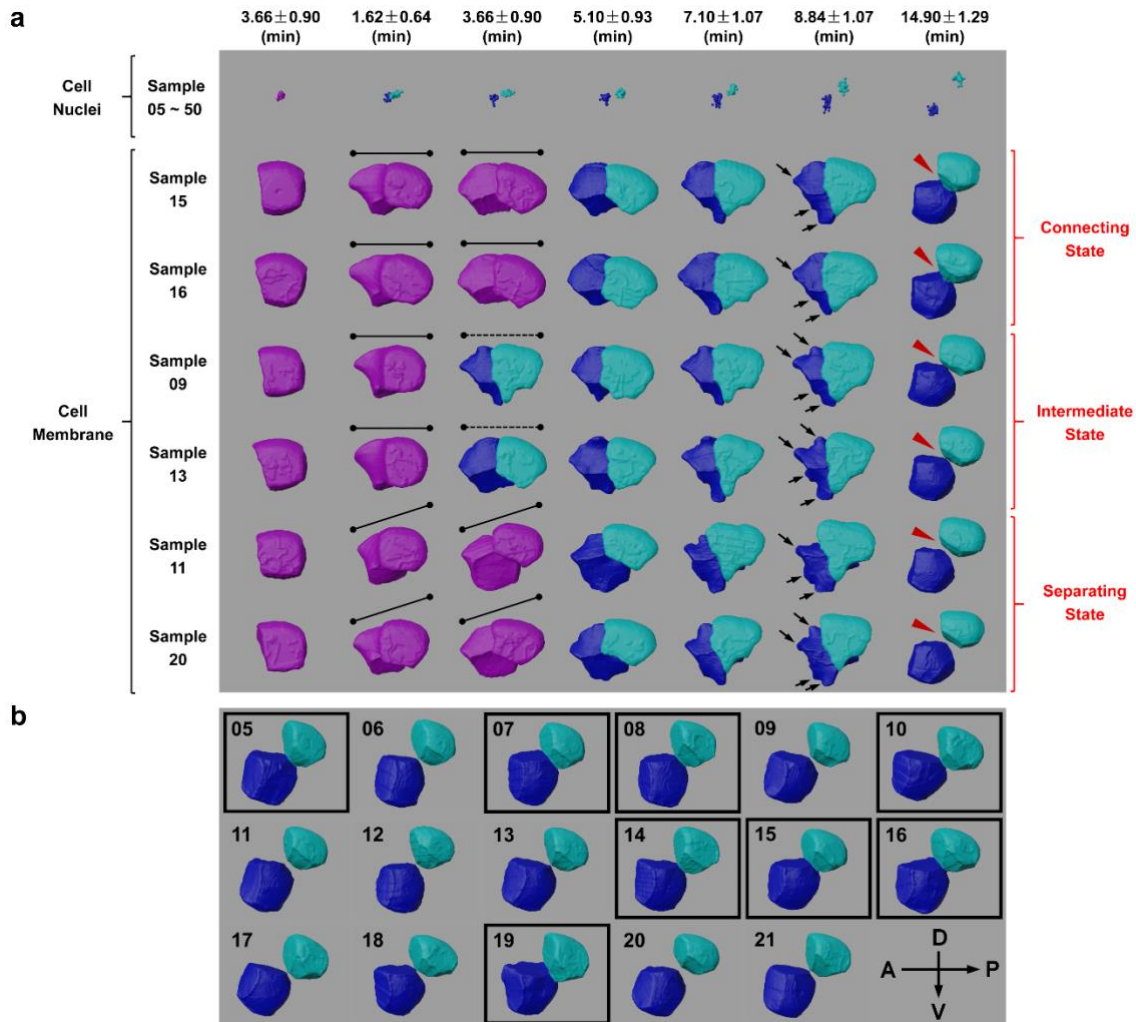 a
3.66±0.90 1.62±0.64 3.66±0.90 5.10±0.93 7.10±1.07 8.84±1.07 14.90±1.29
(min) (min) (min) (min) (min) (min) (min)
Cell
Nuclei
Sample
05 ~ 50
Cell
Membrane
Sample
15
Sample
16
Sample
09
Sample
13
Sample
11
Sample
20
Connecting
State
Intermediate
State
Separating
State
b
05 06 07 08 09 10
11 12 13 14 15 16
17 18 19 20 21
D
A P
V